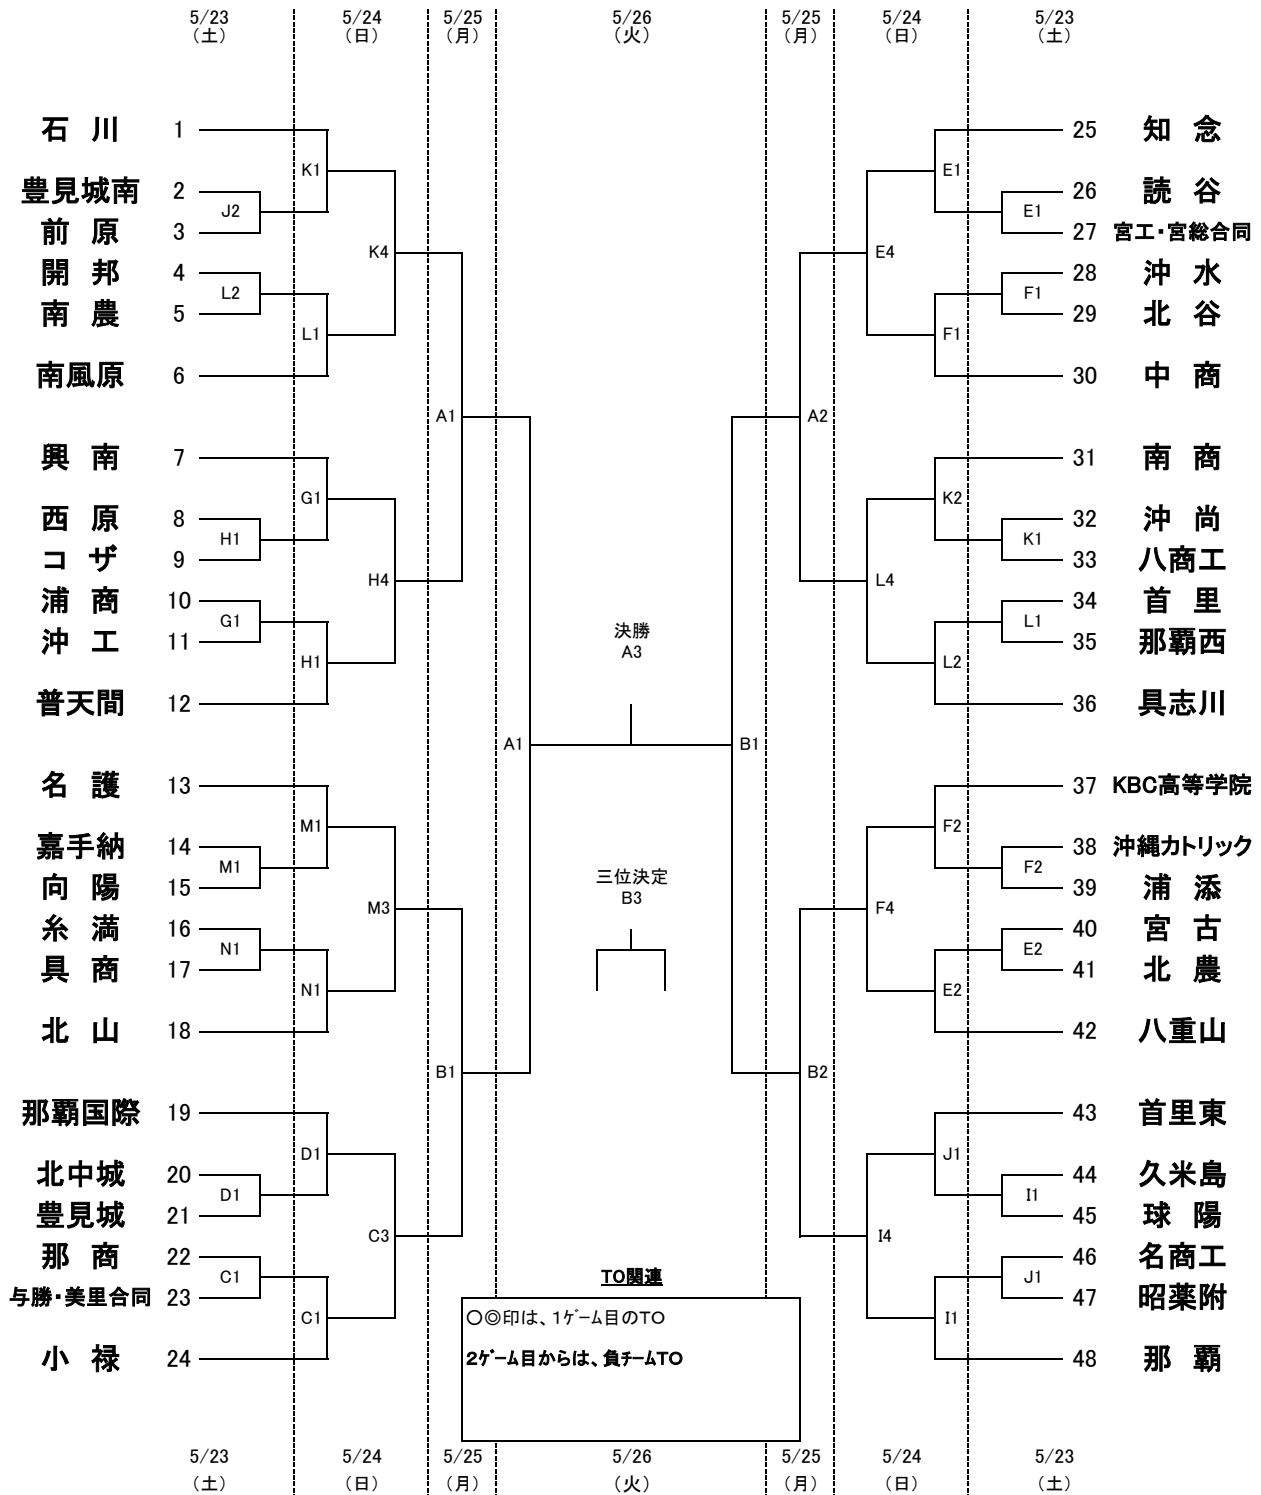 5/23 5/24 5/25 5/26 5/25 5/24 5/23
(土) (日) (月) (火) (月) (日) (土)
石 川 1 25 知 念
K1 E1
豊見城南 2 26 読 谷
J2 E1
前 原 3 27 宮工・宮総合同
K4 E4
開 邦 4 28 沖 水
L2 F1
南 農 5 29 北 谷
L1 F1
南風原 6 30 中 商
A1 A2
興 南 7 31 南 商
G1 K2
西 原 8 32 沖 尚
H1 K1
コ ザ 9 33 八商工
H4 L4
浦 商 10 34 首 里
G1 L1
決勝
沖 工 11 35 那覇西
A3
H1 L2
普天間 12 36 具志川
A1 B1
名 護 13 37 KBC高等学院
M1 F2
嘉手納 14 38 沖縄カトリック
M1 F2
三位決定
向 陽 15 39 浦 添
B3
M3 F4
糸 満 16 40 宮 古
N1 E2
具 商 17 41 北 農
N1 E2
北 山 18 42 八重山
B1 B2
那覇国際 19 43 首里東
D1 J1
北中城 20 44 久米島
D1 I1
豊見城 21 45 球 陽
C3 I4
那 商 22 46 名商工
C1 J1
TO関連
与勝・美里合同 23 47 昭薬附
C1 I1
○◎印は、1ゲーム目のTO
小 禄 24 48 那 覇
2ゲーム目からは、負チームTO
5/23 5/24 5/25 5/26 5/25 5/24 5/23
(土) (日) (月) (火) (月) (日) (土)